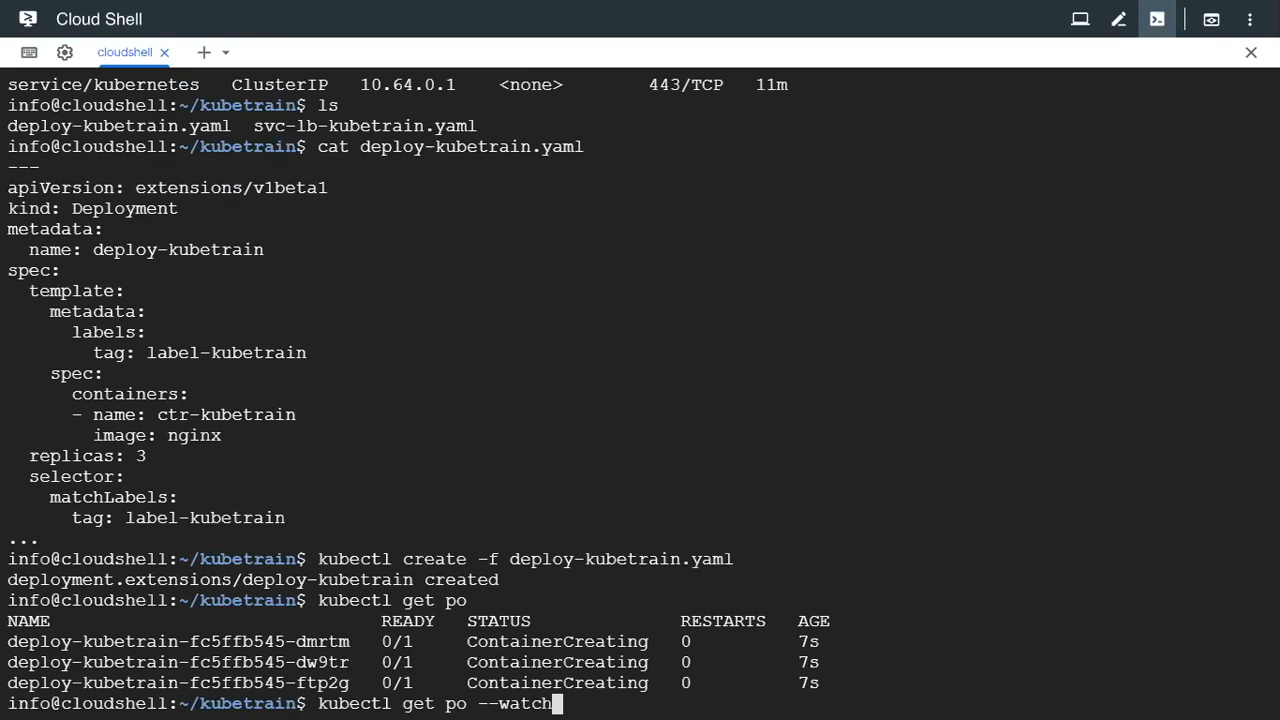 Cloud Shell
cloudshell
service/kubernetes   ClusterIP   10.64.0.1    <none>        443/TCP   11m
info@cloudshell:~/kubetrain$ ls
deploy-kubetrain.yaml  svc-lb-kubetrain.yaml
info@cloudshell:~/kubetrain$ cat deploy-kubetrain.yaml
---
apiVersion: extensions/v1beta1
kind: Deployment
metadata:
  name: deploy-kubetrain
spec:
  template:
    metadata:
      labels:
        tag: label-kubetrain
    spec:
      containers:
      - name: ctr-kubetrain
        image: nginx
  replicas: 3
  selector:
    matchLabels:
      tag: label-kubetrain
...
info@cloudshell:~/kubetrain$ kubectl create -f deploy-kubetrain.yaml
deployment.extensions/deploy-kubetrain created
info@cloudshell:~/kubetrain$ kubectl get po
NAME                               READY   STATUS              RESTARTS   AGE
deploy-kubetrain-fc5ffb545-dmrtm   0/1     ContainerCreating   0          7s
deploy-kubetrain-fc5ffb545-dw9tr   0/1     ContainerCreating   0          7s
deploy-kubetrain-fc5ffb545-ftp2g   0/1     ContainerCreating   0          7s
info@cloudshell:~/kubetrain$ kubectl get po --watch